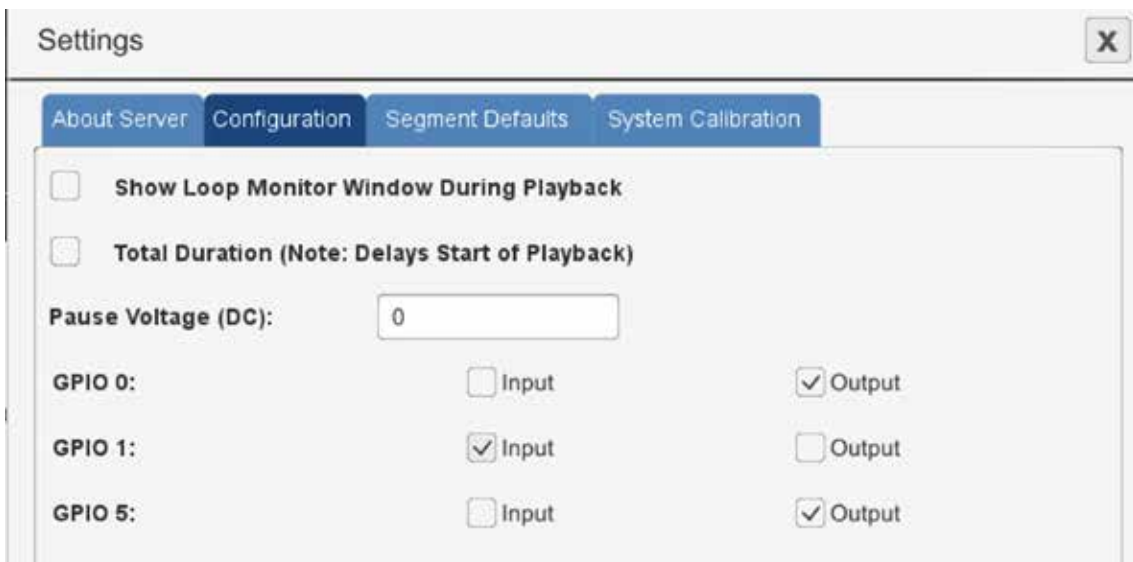 Settings
X
About Server Configuration Segment Defaults System Calibration
Show Loop Monitor Window During Playback
Total Duration (Note: Delays Start of Playback)
Pause Voltage (DC): 0
GPIO 0: Input Output
GPIO 1: Input Output
GPIO 5: Input Output